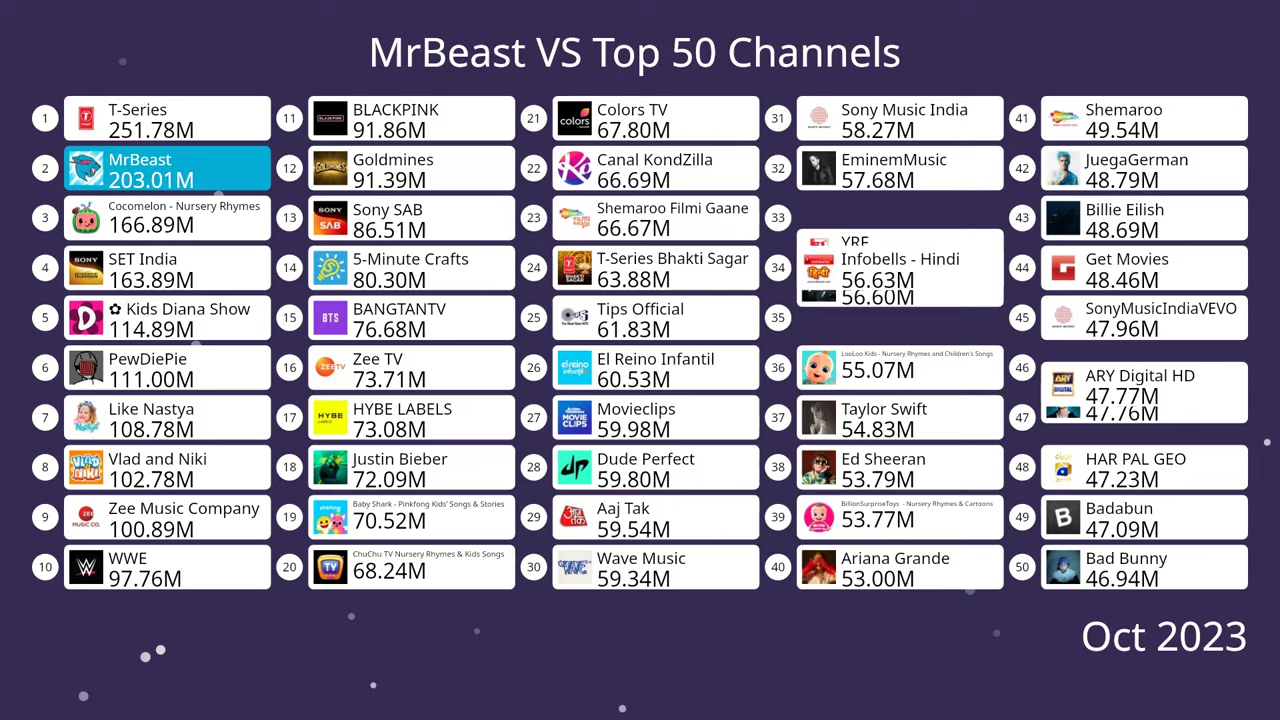 MrBeast VS Top 50 Channels
1
T-Series
251.78M
2
MrBeast
203.01M
3
Cocomelon - Nursery Rhymes
166.89M
4
SET India
163.89M
5
✿ Kids Diana Show
114.89M
6
PewDiePie
111.00M
7
Like Nastya
108.78M
8
Vlad and Niki
102.78M
9
Zee Music Company
100.89M
10
WWE
97.76M
11
BLACKPINK
91.86M
12
Goldmines
91.39M
13
Sony SAB
86.51M
14
5-Minute Crafts
80.30M
15
BANGTANTV
76.68M
16
Zee TV
73.71M
17
HYBE LABELS
73.08M
18
Justin Bieber
72.09M
19
Baby Shark - Pinkfong Kids' Songs & Stories
70.52M
20
ChuChu TV Nursery Rhymes & Kids Songs
68.24M
21
Colors TV
67.80M
22
Canal KondZilla
66.69M
23
Shemaroo Filmi Gaane
66.67M
24
T-Series Bhakti Sagar
63.88M
25
Tips Official
61.83M
26
El Reino Infantil
60.53M
27
Movieclips
59.98M
28
Dude Perfect
59.80M
29
Aaj Tak
59.54M
30
Wave Music
59.34M
31
Sony Music India
58.27M
32
EminemMusic
57.68M
33
YRF
34
Infobells - Hindi
56.63M
56.60M
35
36
LooLoo Kids - Nursery Rhymes and Children's Songs
55.07M
37
Taylor Swift
54.83M
38
Ed Sheeran
53.79M
39
BillionSurpriseToys - Nursery Rhymes & Cartoons
53.77M
40
Ariana Grande
53.00M
41
Shemaroo
49.54M
42
JuegaGerman
48.79M
43
Billie Eilish
48.69M
44
Get Movies
48.46M
45
SonyMusicIndiaVEVO
47.96M
46
ARY Digital HD
47.77M
47
47.76M
48
HAR PAL GEO
47.23M
49
Badabun
47.09M
50
Bad Bunny
46.94M
Oct 2023